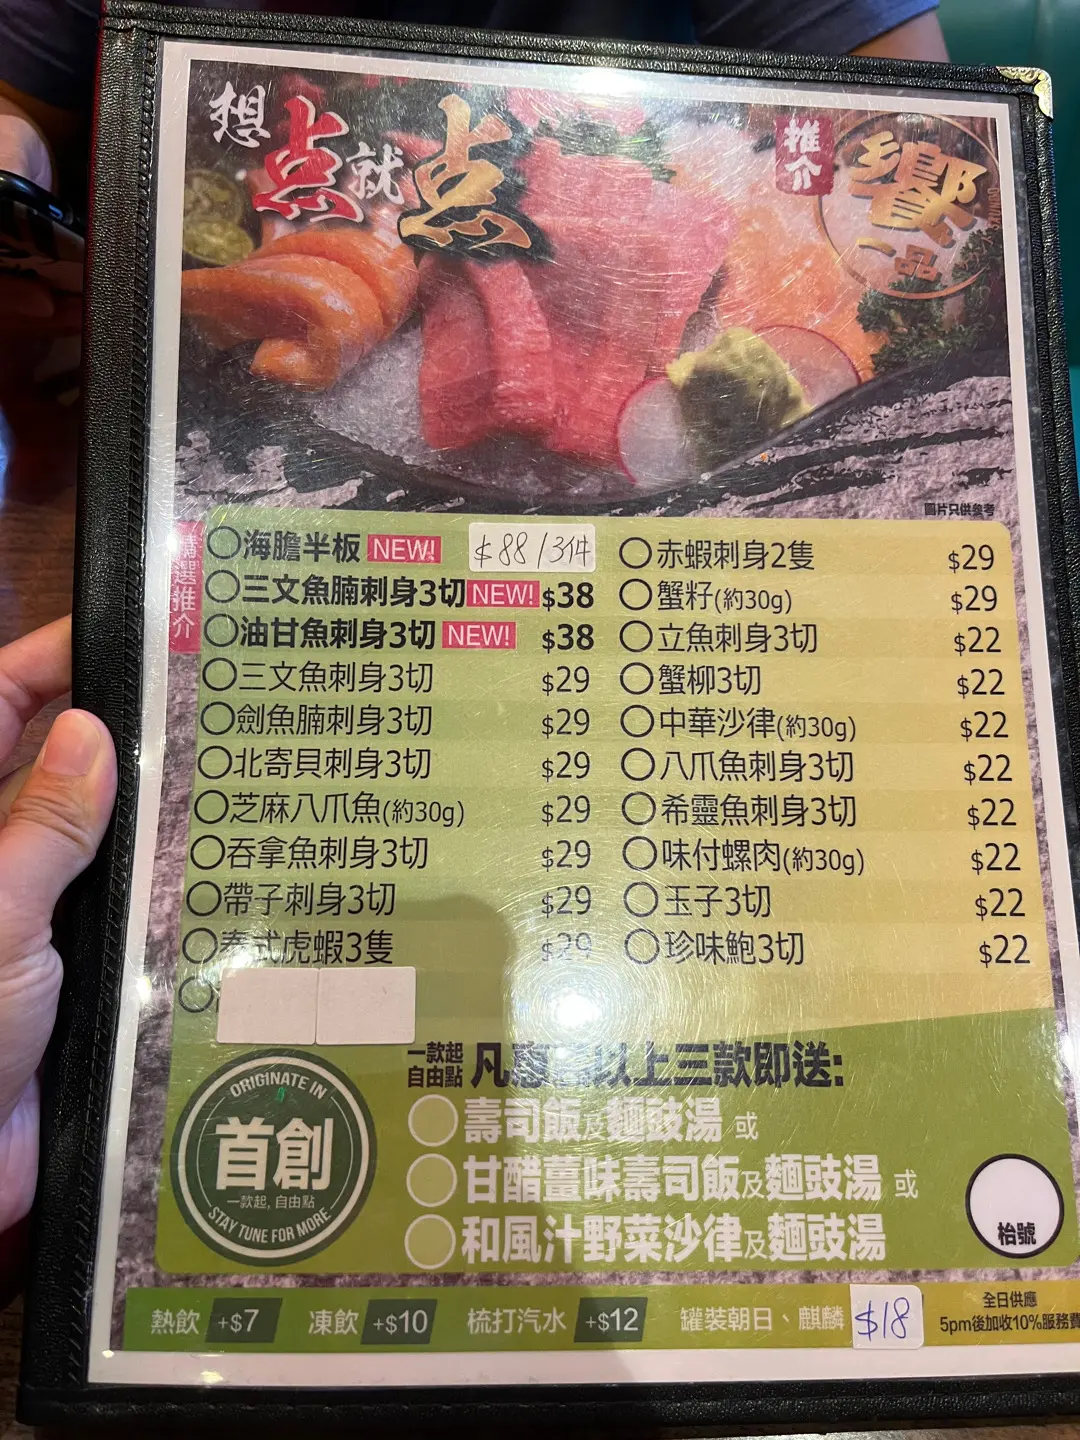 想点就点
推介
饗一品
圖片只供參考
精選推介
海膽半板 NEW! $88/3件
三文魚腩刺身3切 NEW! $38
油甘魚刺身3切 NEW! $38
三文魚刺身3切 $29
劍魚腩刺身3切 $29
北寄貝刺身3切 $29
芝麻八爪魚(約30g) $29
吞拿魚刺身3切 $29
帶子刺身3切 $29
泰式虎蝦3隻 $29
赤蝦刺身2隻 $29
蟹籽(約30g) $29
立魚刺身3切 $22
蟹柳3切 $22
中華沙律(約30g) $22
八爪魚刺身3切 $22
希靈魚刺身3切 $22
味付螺肉(約30g) $22
玉子3切 $22
珍味鮑3切 $22
ORIGINATE IN
首創
一款起, 自由點
STAY TUNE FOR MORE
一款起
自由點
凡惠顧以上三款即送:
壽司飯及麵豉湯 或
甘醋薑味壽司飯及麵豉湯 或
和風汁野菜沙律及麵豉湯
枱號
熱飲 +$7 凍飲 +$10 梳打汽水 +$12 罐裝朝日、麒麟 $18
全日供應
5pm後加收10%服務費